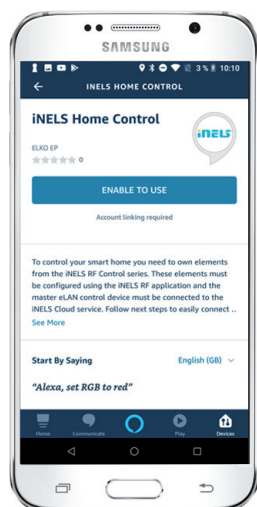 SAMSUNG
3% 10:10
INELS HOME CONTROL
iNELS Home Control
iNELS
ELKO EP
0
ENABLE TO USE
Account linking required
To control your smart home you need to own elements
from the iNELS RF Control series. These elements must
be configured using the iNELS RF application and the
master eLAN control device must be connected to the
iNELS Cloud service. Follow next steps to easily connect ..
See More
Start By Saying English (GB)
“Alexa, set RGB to red”
Home Communicate Play Devices